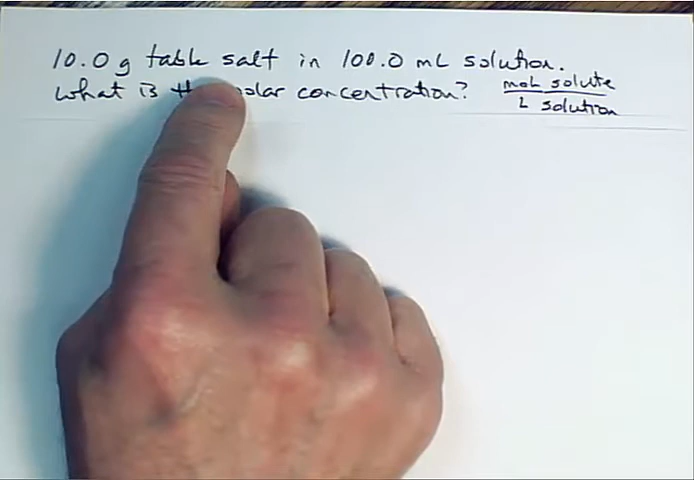 10.0 g table salt in 100.0 mL solution.
What is olar concentration? moL solute
L solution